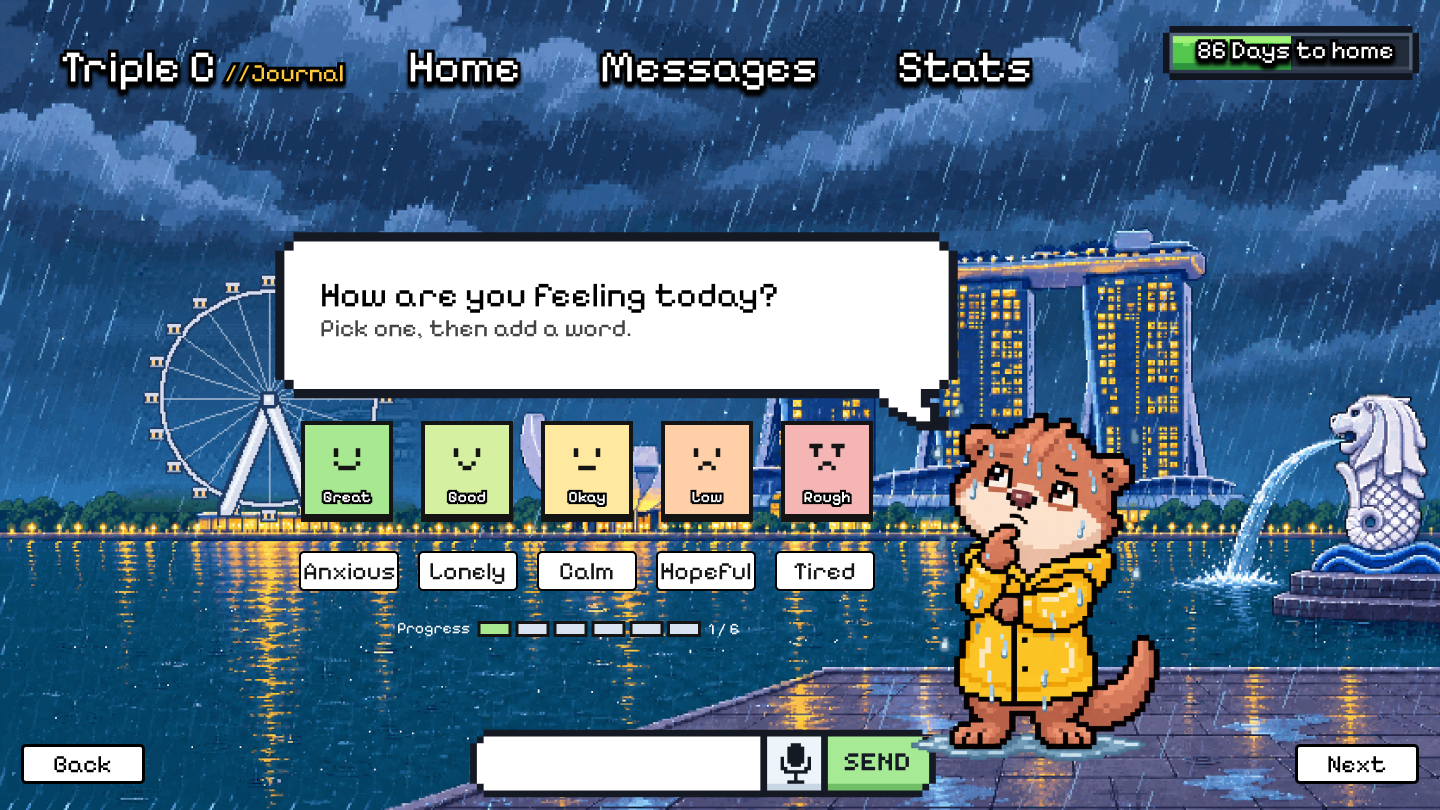 Triple C //Journal Home Messages Stats 86 Days to home
How are you feeling today?
Pick one, then add a word.
Great Good Okay Low Rough
Anxious Lonely Calm Hopeful Tired
Progress 1/6
Back SEND Next